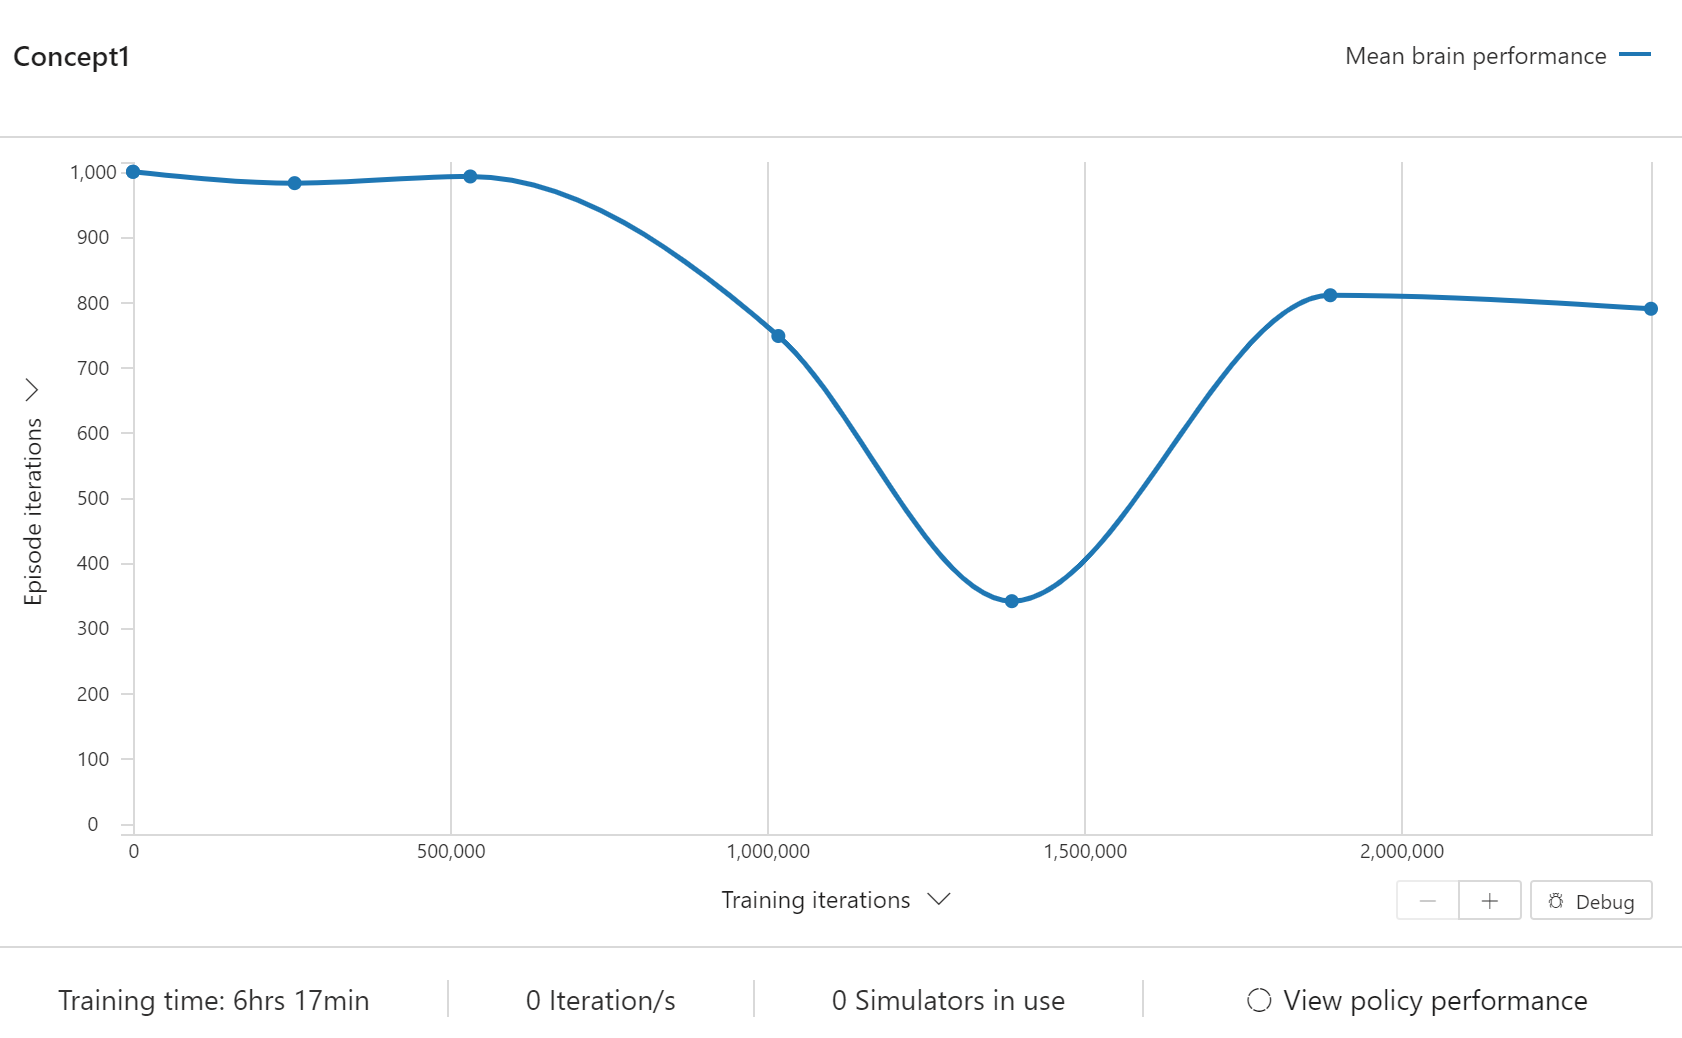 Concept1
Mean brain performance
1,000
900
800
700
600
500
400
300
200
100
0
Episode iterations
0
500,000
1,000,000
1,500,000
2,000,000
Training iterations
Debug
Training time: 6hrs 17min
0 Iteration/s
0 Simulators in use
View policy performance